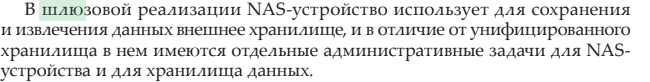 В шлюзовой реализации NAS-устройство использует для сохранения
и извлечения данных внешнее хранилище, и в отличие от унифицированного
хранилища в нем имеются отдельные административные задачи для NAS-
устройства и для хранилища данных.